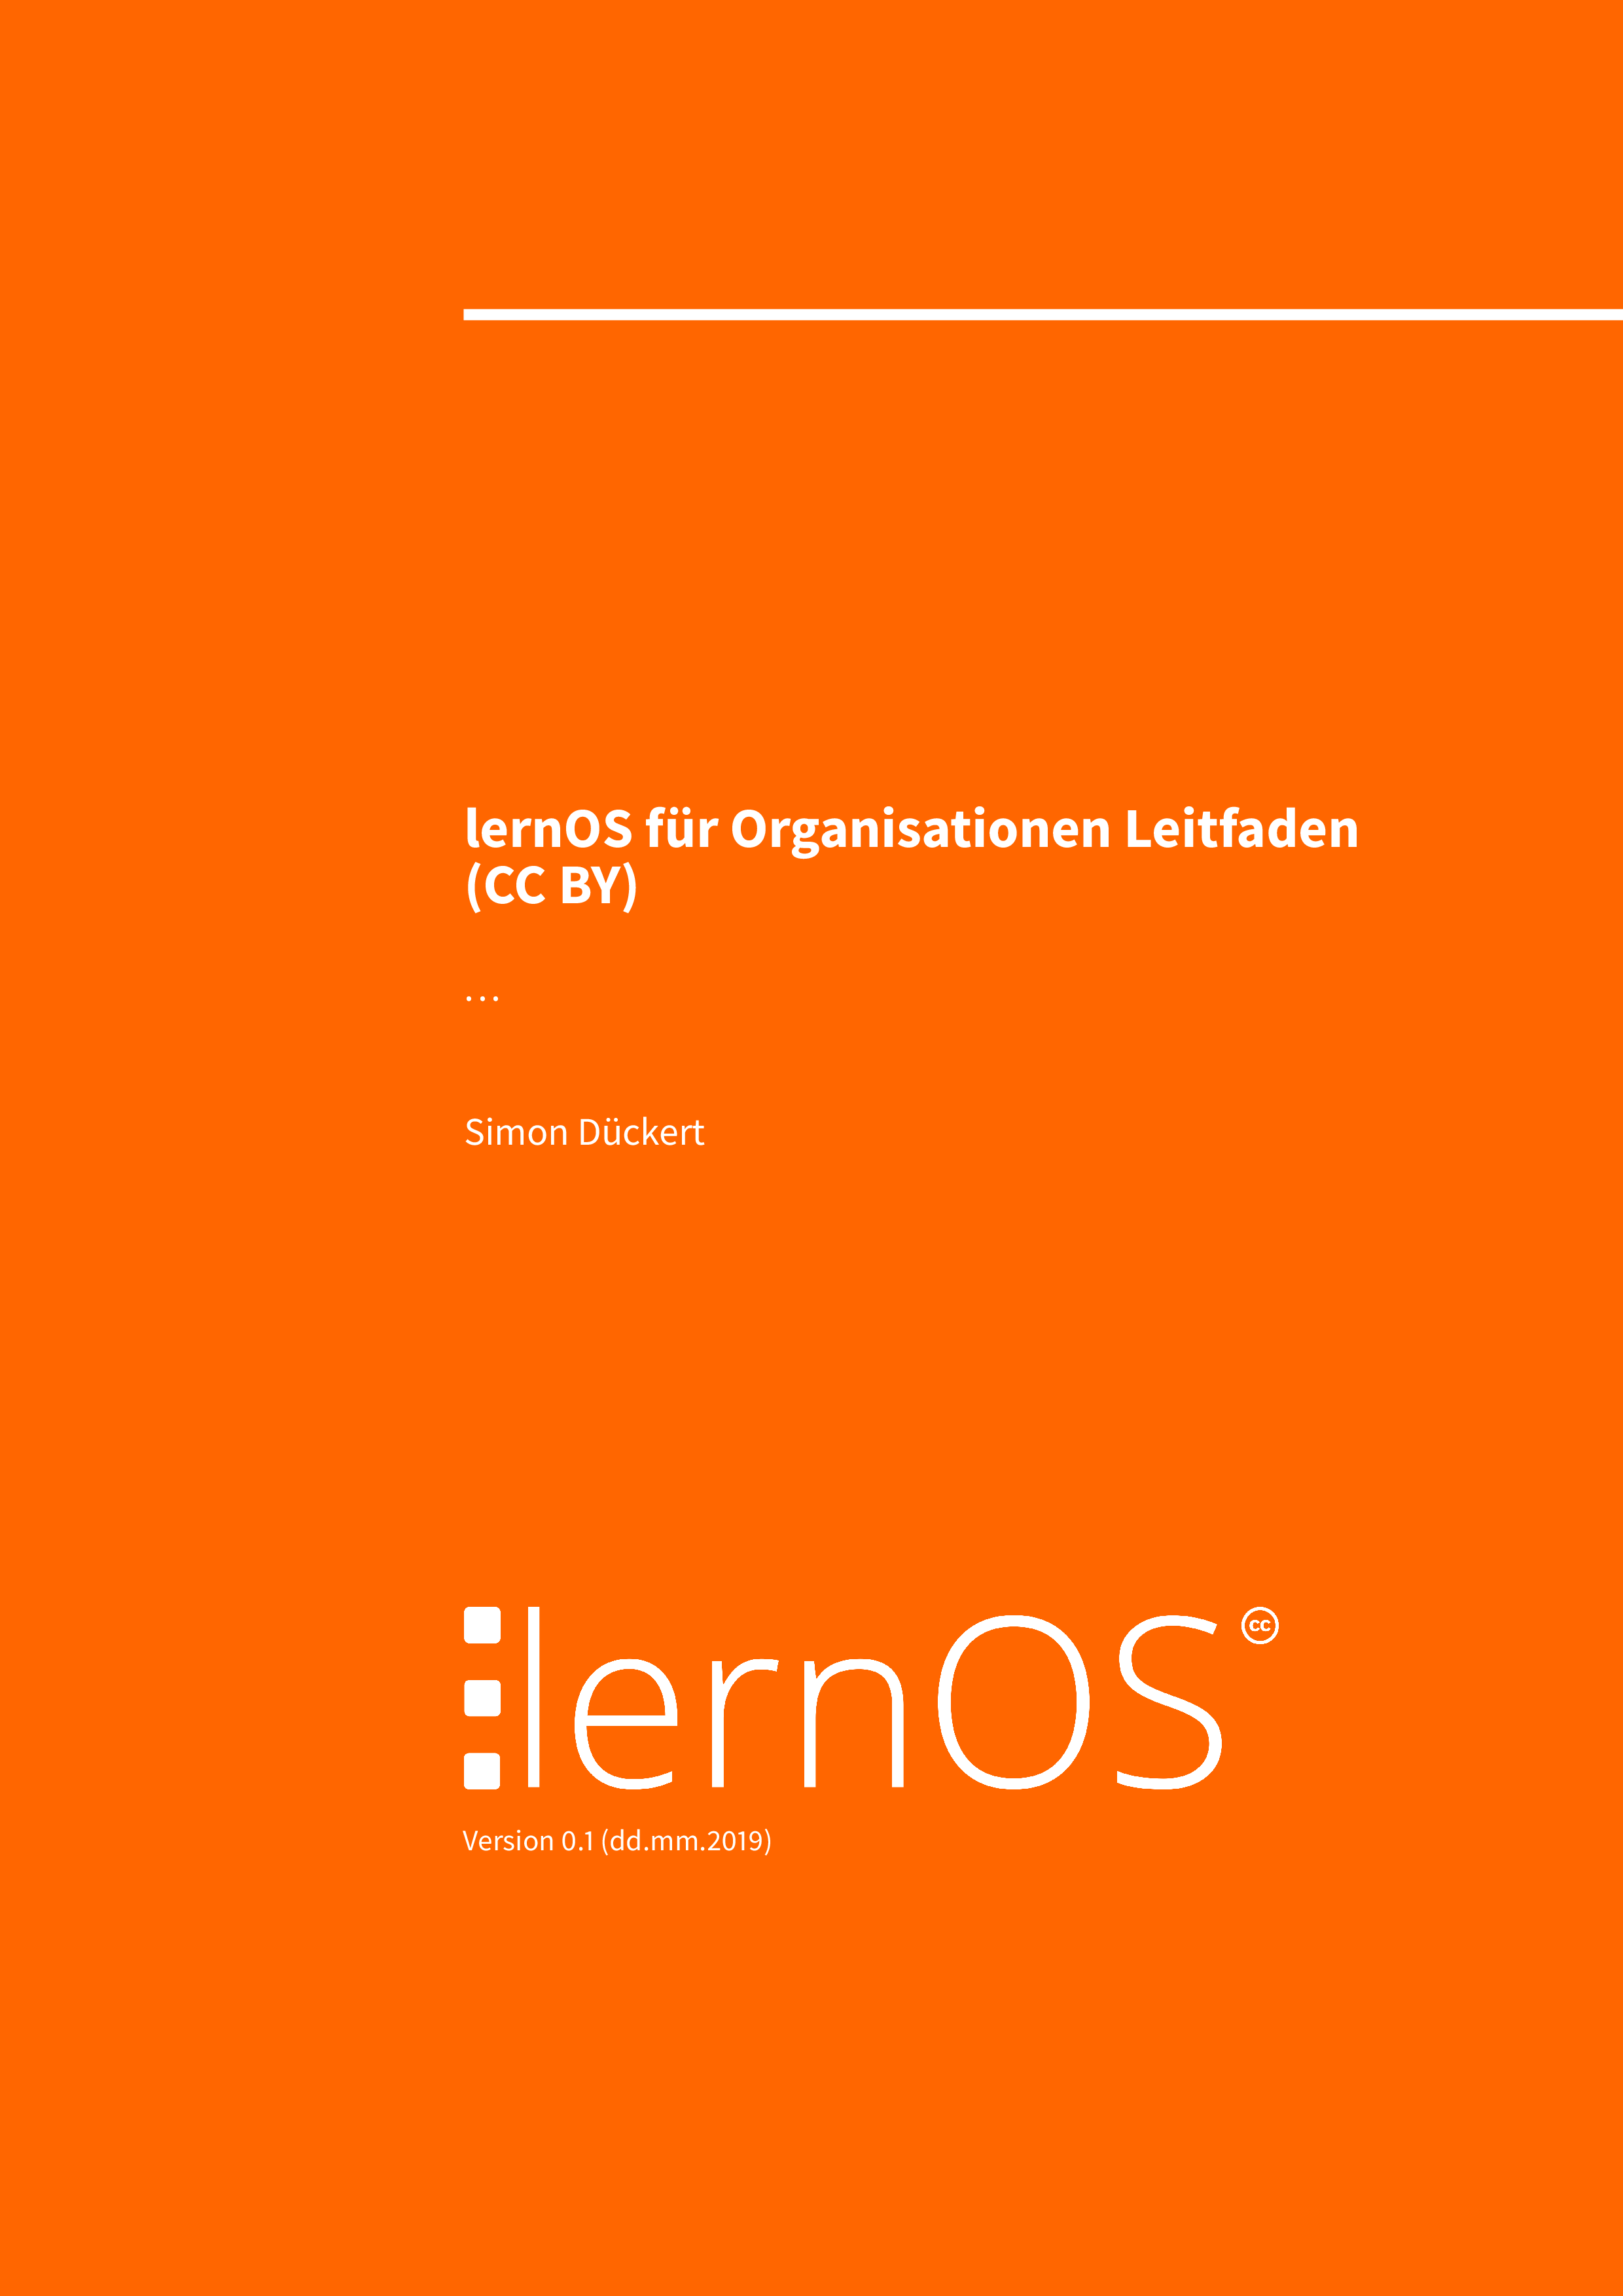 lernOS für Organisationen Leitfaden
(CC BY)
...
Simon Dückert
lernOS cc
Version 0.1 (dd.mm.2019)